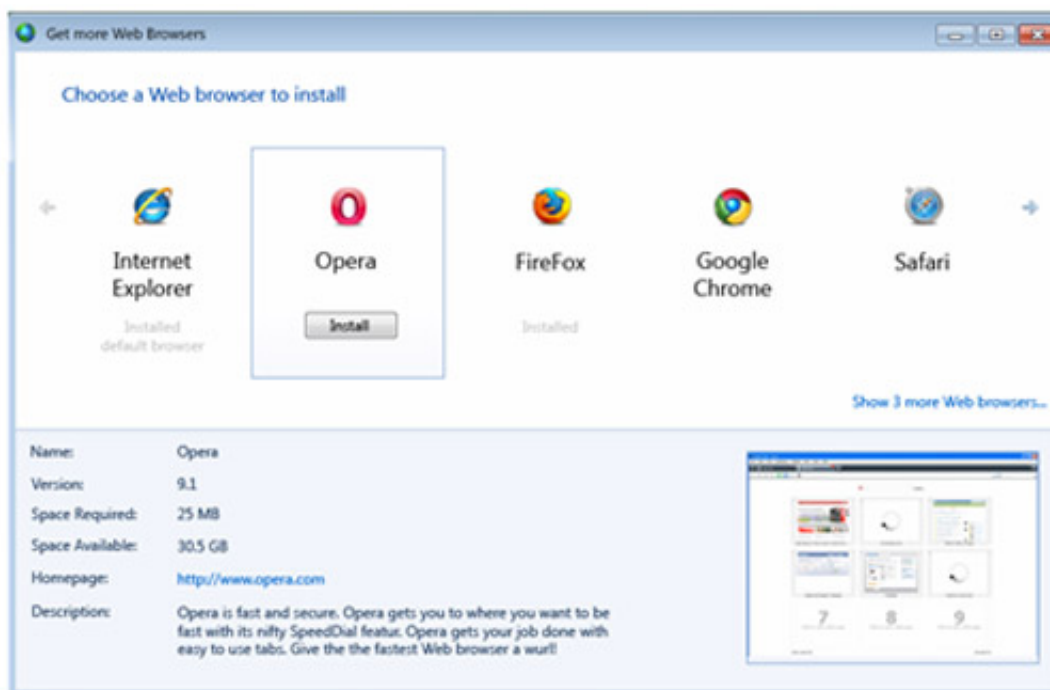 Get more Web Browsers
Choose a Web browser to install
Internet
Explorer
Installed
default browser
Opera
Install
FireFox
Installed
Google
Chrome
Safari
Show 3 more Web browsers...
Name: Opera
Version: 9.1
Space Required: 25 MB
Space Available: 30.5 GB
Homepage: http://www.opera.com
Description: Opera is fast and secure. Opera gets you to where you want to be
fast with its nifty SpeedDial featur. Opera gets your job done with
easy to use tabs. Give the the fastest Web browser a wurl!
7
8
9